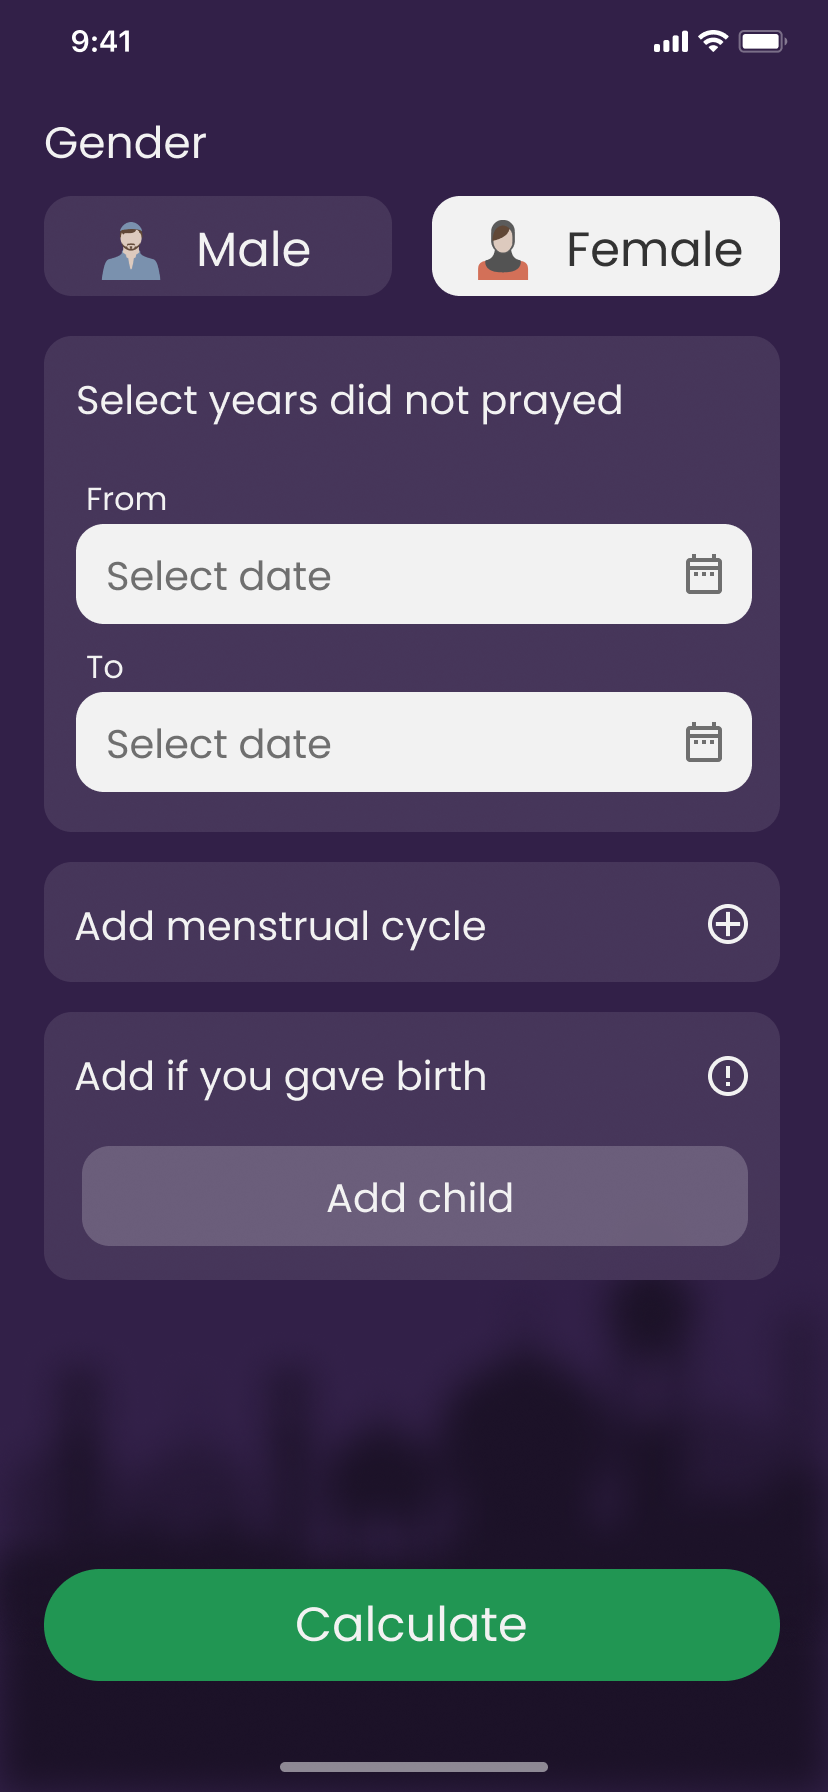 9:41
Gender
Male
Female
Select years did not prayed
From
Select date
To
Select date
Add menstrual cycle
Add if you gave birth
Add child
Calculate